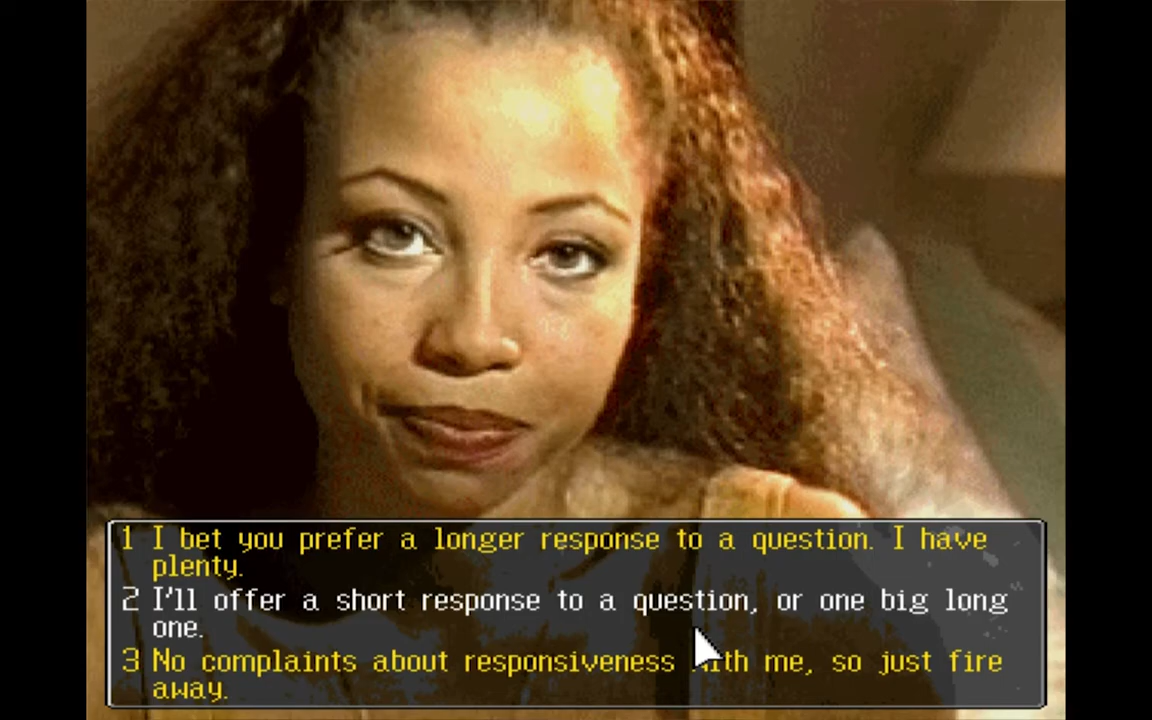 1 I bet you prefer a longer response to a question. I have
plenty.
2 I'll offer a short response to a question, or one big long
one.
3 No complaints about responsiveness with me, so just fire
away.